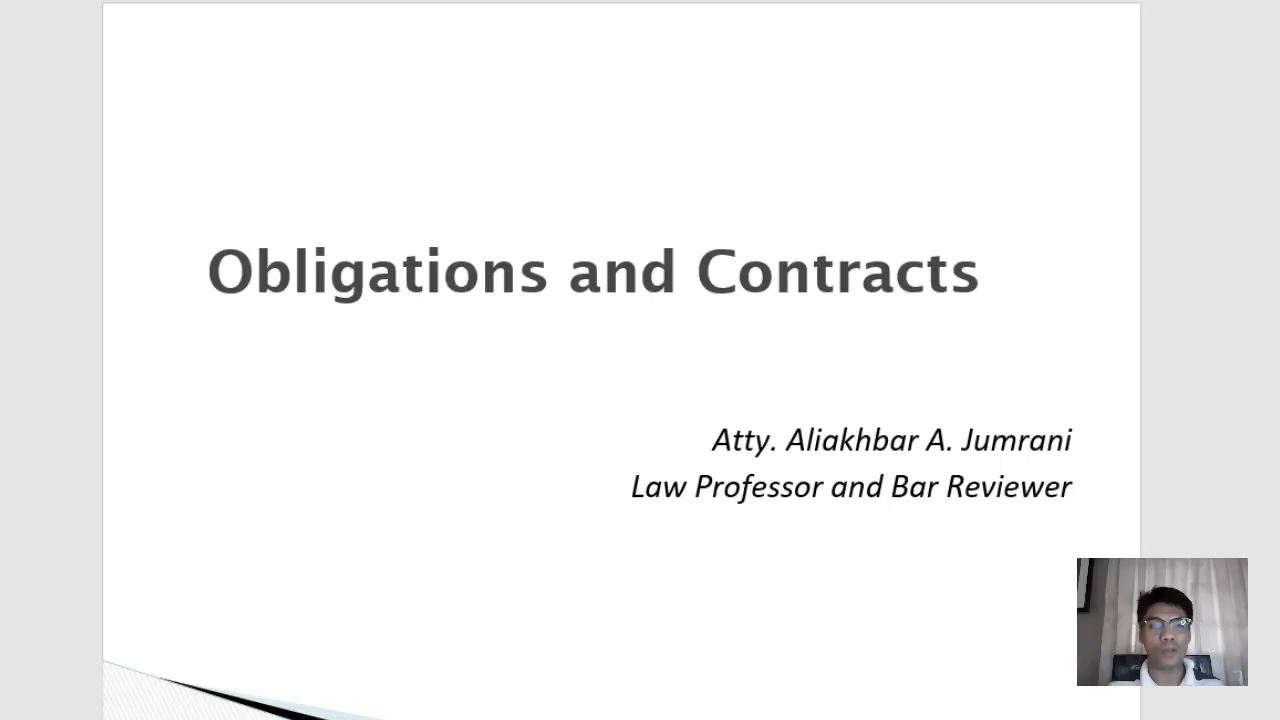 Obligations and Contracts
Atty. Aliakhbar A. Jumrani
Law Professor and Bar Reviewer